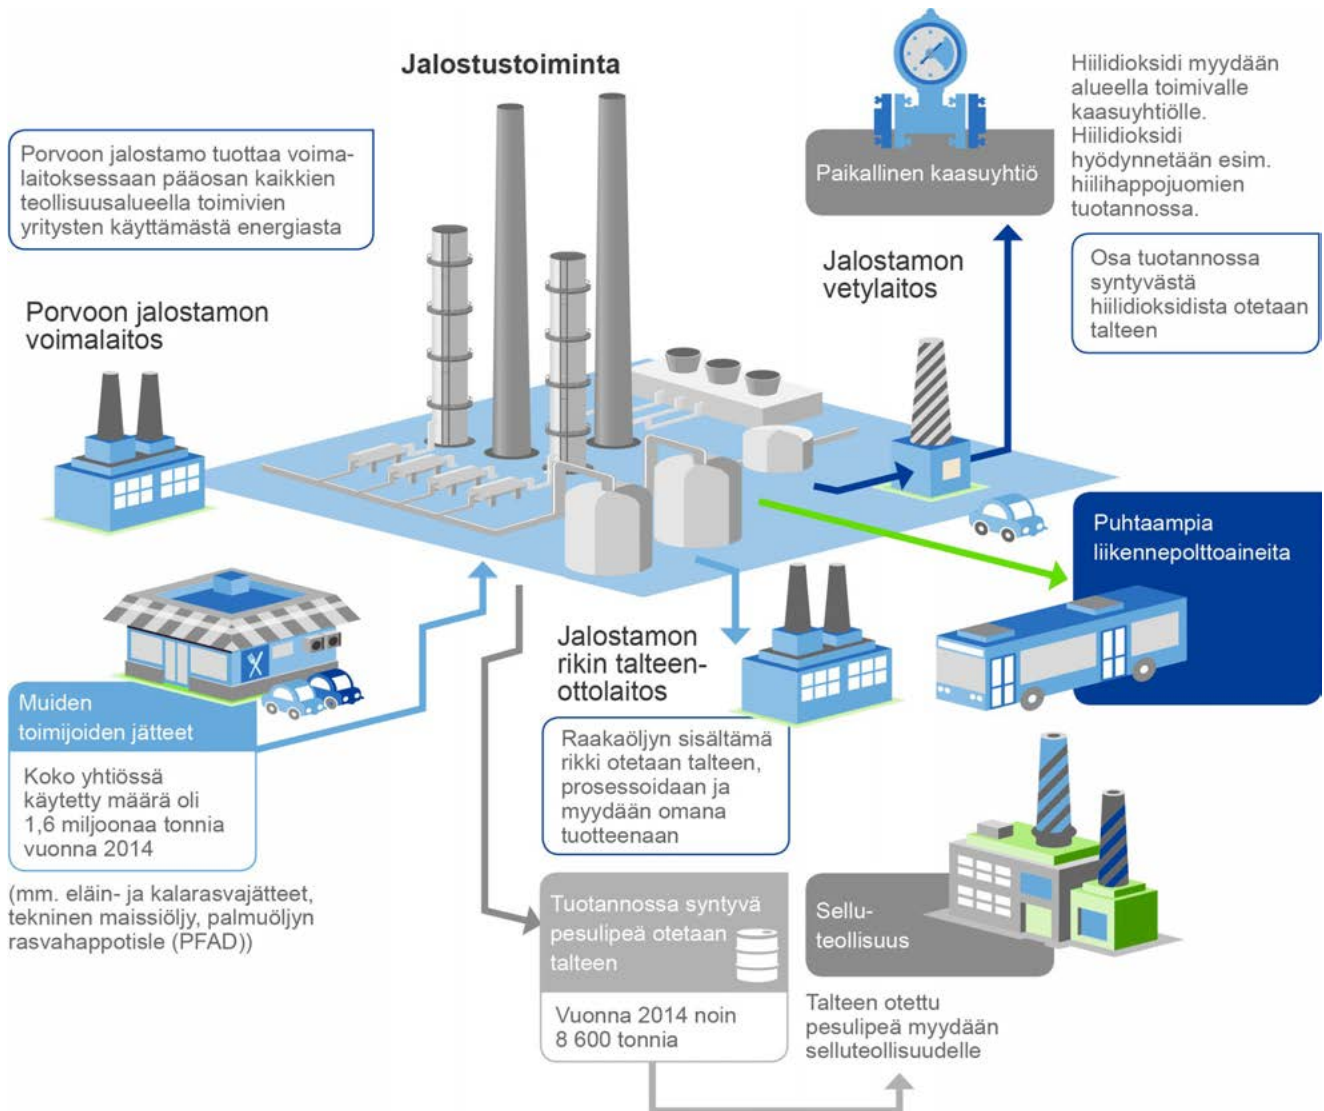 Jalostustoiminta
Porvoon jalostamo tuottaa voima-
laitoksessaan pääosan kaikkien
teollisuusalueella toimivien
yritysten käyttämästä energiasta
Porvoon jalostamon
voimalaitos
Paikallinen kaasuyhtiö
Hiilidioksidi myydään
alueella toimivalle
kaasuyhtiölle.
Hiilidioksidi
hyödynnetään esim.
hiilihappojuomien
tuotannossa.
Jalostamon
vetylaitos
Osa tuotannossa
syntyvästä
hiilidioksidista otetaan
talteen
Puhtaampia
liikennepolttoaineita
Muiden
toimijoiden jätteet
Koko yhtiössä
käytetty määrä oli
1,6 miljoonaa tonnia
vuonna 2014
(mm. eläin- ja kalarasvajätteet,
tekninen maissiöljy, palmuöljyn
rasvahappotisle (PFAD))
Jalostamon
rikin talteen-
ottolaitos
Raakaöljyn sisältämä
rikki otetaan talteen,
prosessoidaan ja
myydään omana
tuotteenaan
Tuotannossa syntyvä
pesulipeä otetaan
talteen
Vuonna 2014 noin
8 600 tonnia
Sellu-
teollisuus
Talteen otettu
pesulipeä myydään
selluteollisuudelle